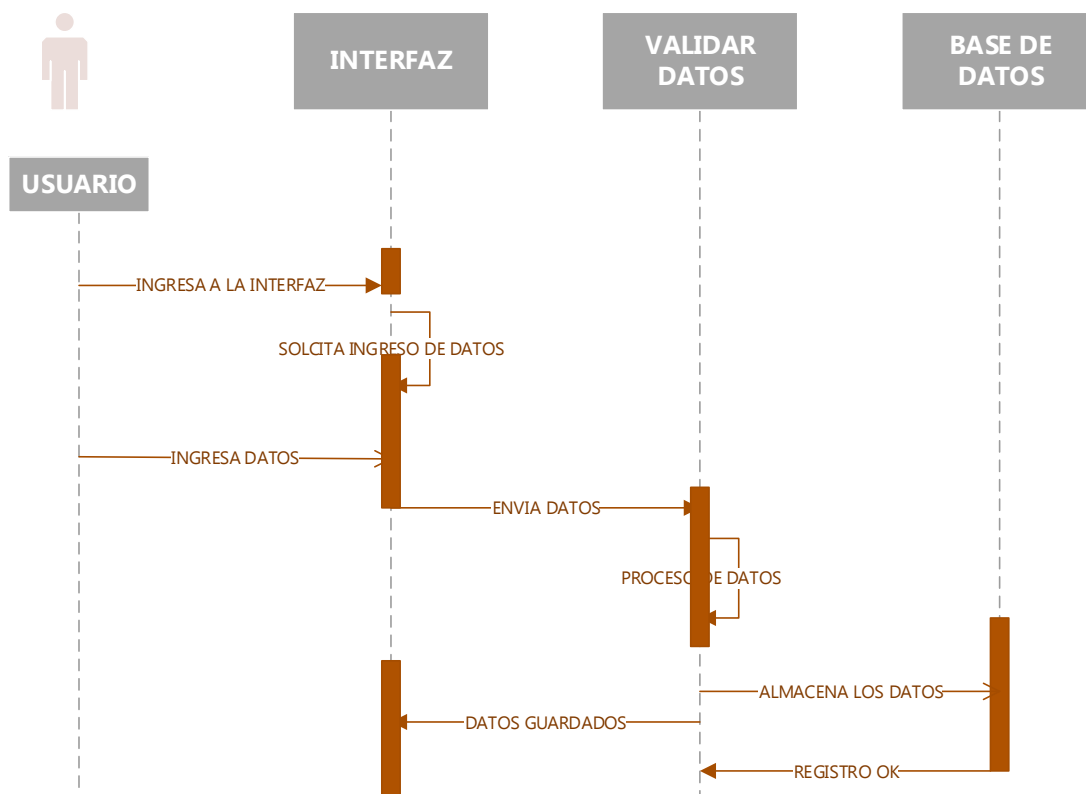 INTERFAZ
VALIDAR
DATOS
BASE DE
DATOS
USUARIO
INGRESA A LA INTERFAZ
SOLCITA INGRESO DE DATOS
INGRESA DATOS
ENVIA DATOS
PROCESO DE DATOS
ALMACENA LOS DATOS
DATOS GUARDADOS
REGISTRO OK